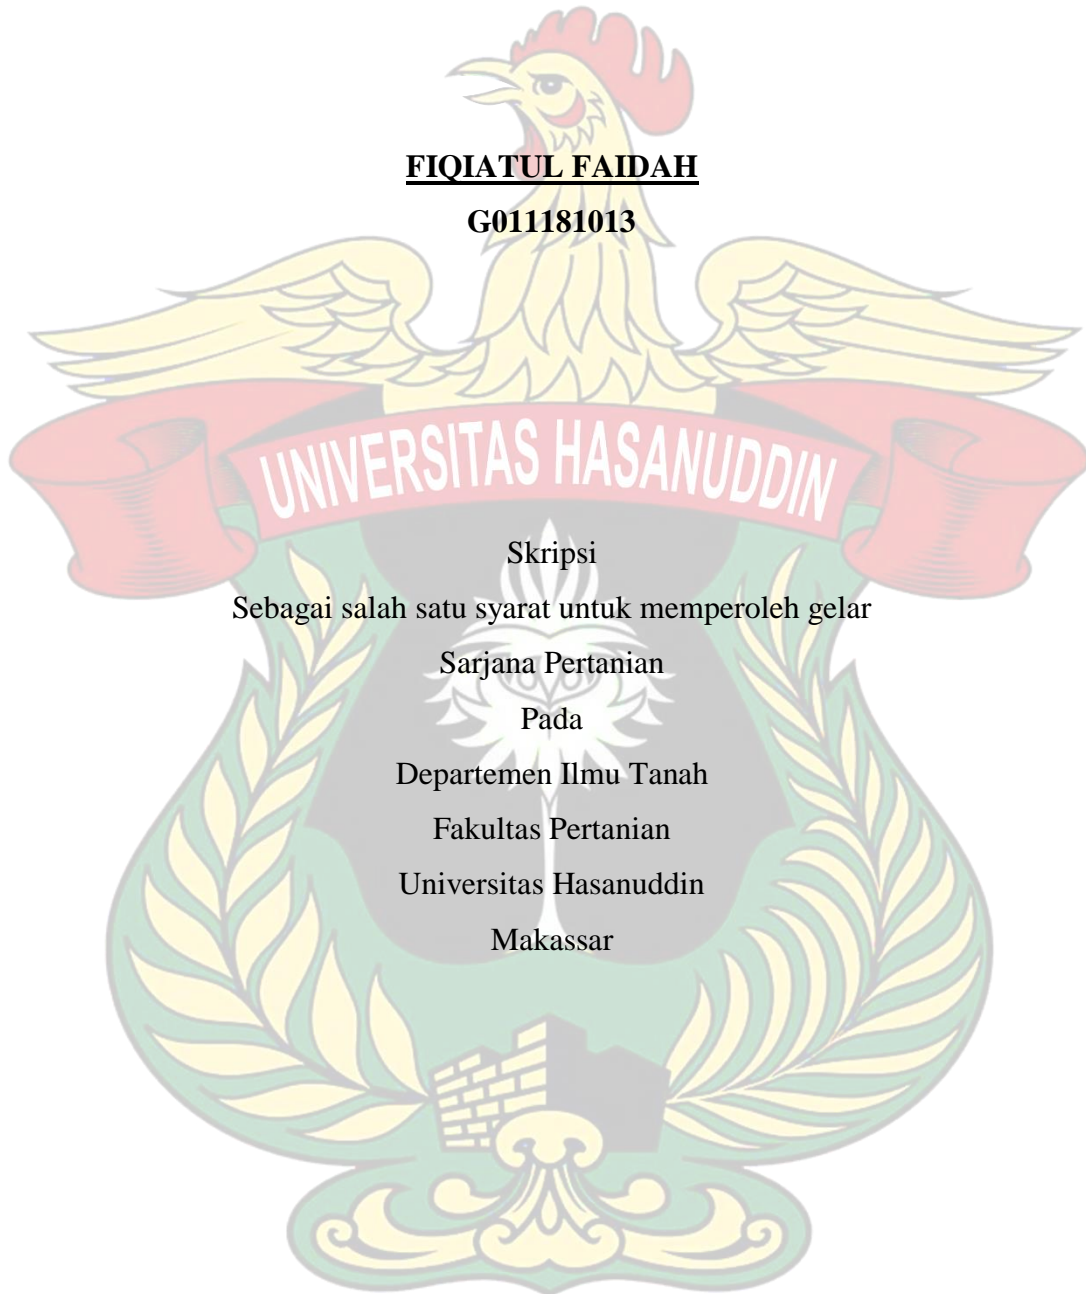 FIQIATUL FAIDAH
G011181013
UNIVERSITAS HASANUDDIN
Skripsi
Sebagai salah satu syarat untuk memperoleh gelar
Sarjana Pertanian
Pada
Departemen Ilmu Tanah
Fakultas Pertanian
Universitas Hasanuddin
Makassar